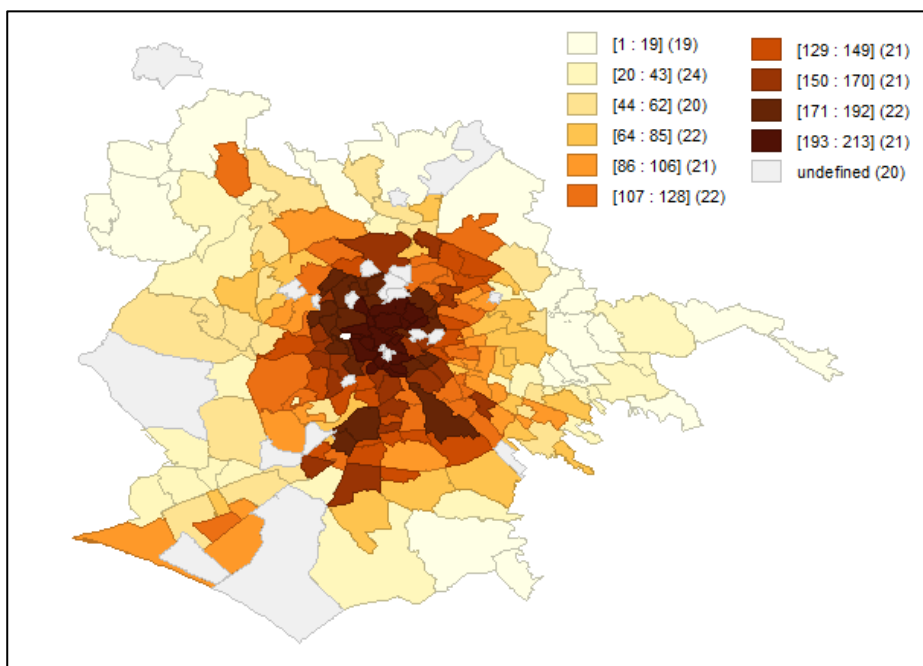 [1 : 19] (19)
[20 : 43] (24)
[44 : 62] (20)
[64 : 85] (22)
[86 : 106] (21)
[107 : 128] (22)
[129 : 149] (21)
[150 : 170] (21)
[171 : 192] (22)
[193 : 213] (21)
undefined (20)